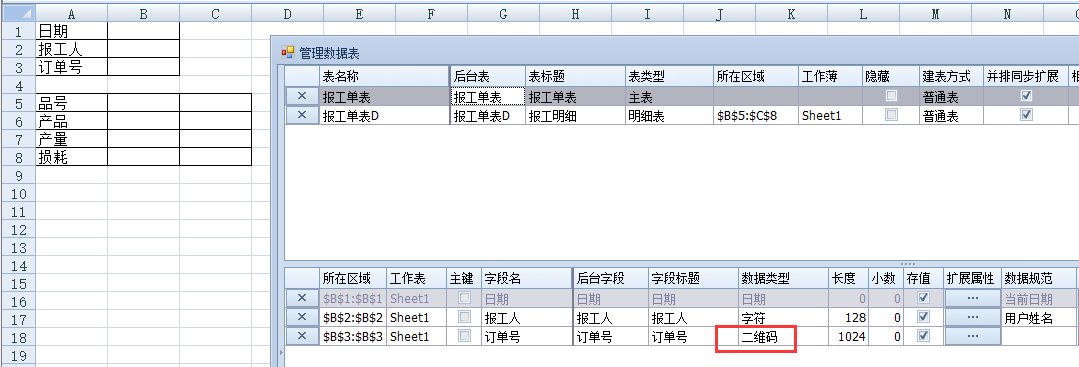 A B C D E F G H I J K L M N
1 日期
2 报工人
3 订单号
4
5 品号
6 产品
7 产量
8 损耗
9
10
11
12
13
14
15
16
17
18
19
管理数据表
表名称 后台表 表标题 表类型 所在区域 工作薄 隐藏 建表方式 并排同步扩展
报工单表 报工单表 报工单表 主表 普通表
报工单表D 报工单表D 报工明细 明细表 $B$5:$C$8 Sheet1 普通表
所在区域 工作表 主键 字段名 后台字段 字段标题 数据类型 长度 小数 存值 扩展属性 数据规范
$B$1:$B$1 Sheet1 日期 日期 日期 日期 0 0 ... 当前日期
$B$2:$B$2 Sheet1 报工人 报工人 报工人 字符 128 0 ... 用户姓名
$B$3:$B$3 Sheet1 订单号 订单号 订单号 二维码 1024 0 ...